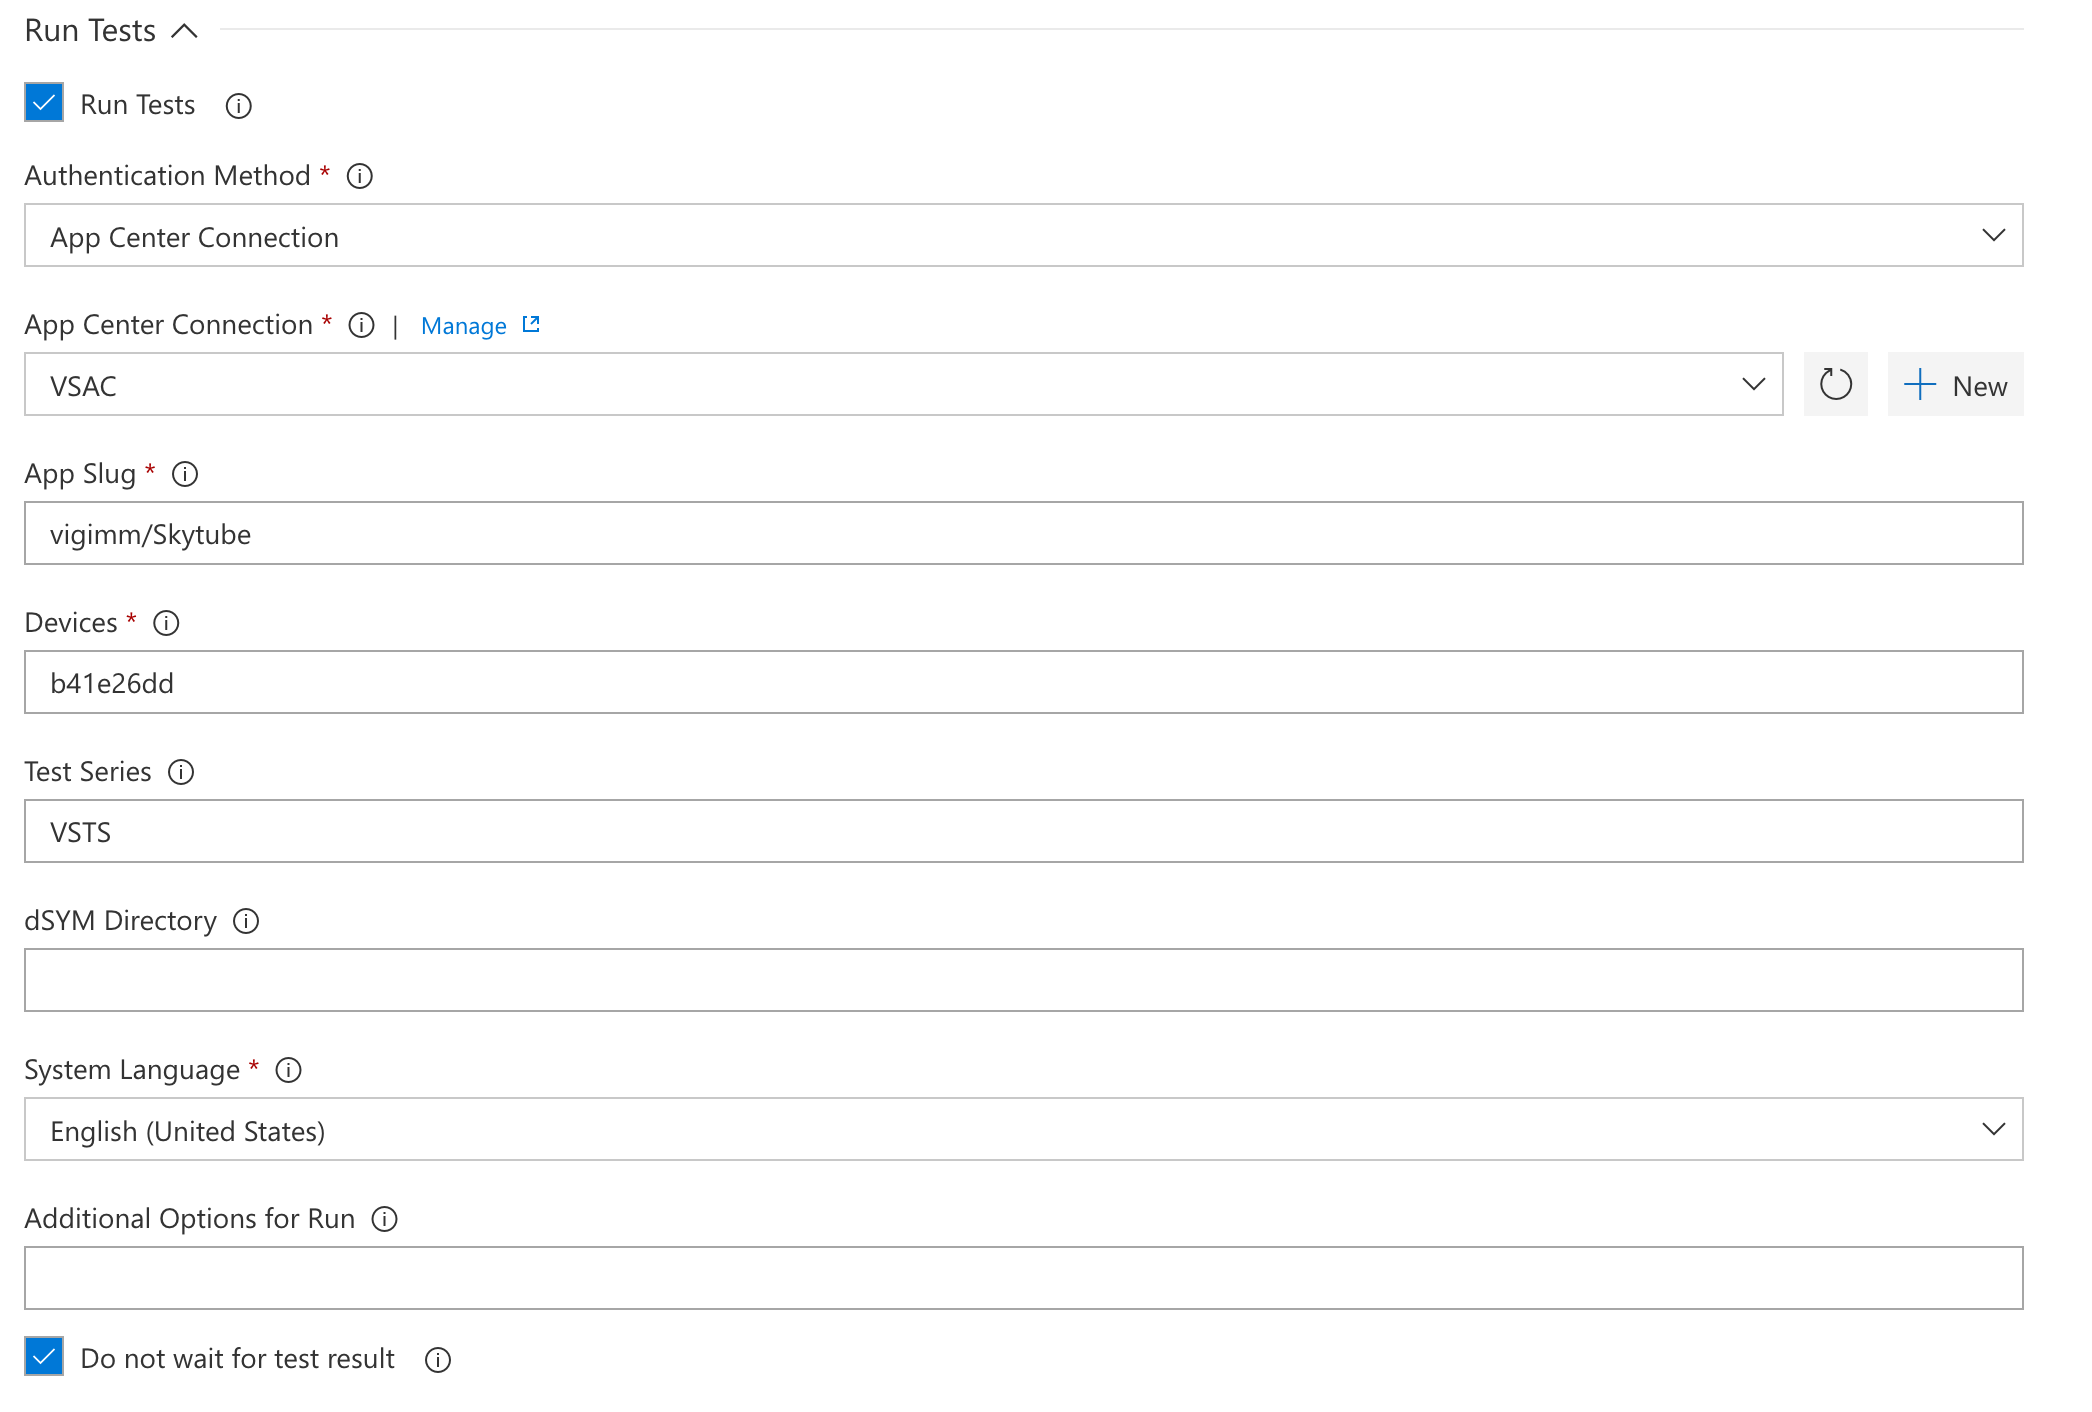 Run Tests
Run Tests
Authentication Method *
App Center Connection
App Center Connection * | Manage
VSAC
New
App Slug *
vigimm/Skytube
Devices *
b41e26dd
Test Series
VSTS
dSYM Directory
System Language *
English (United States)
Additional Options for Run
Do not wait for test result